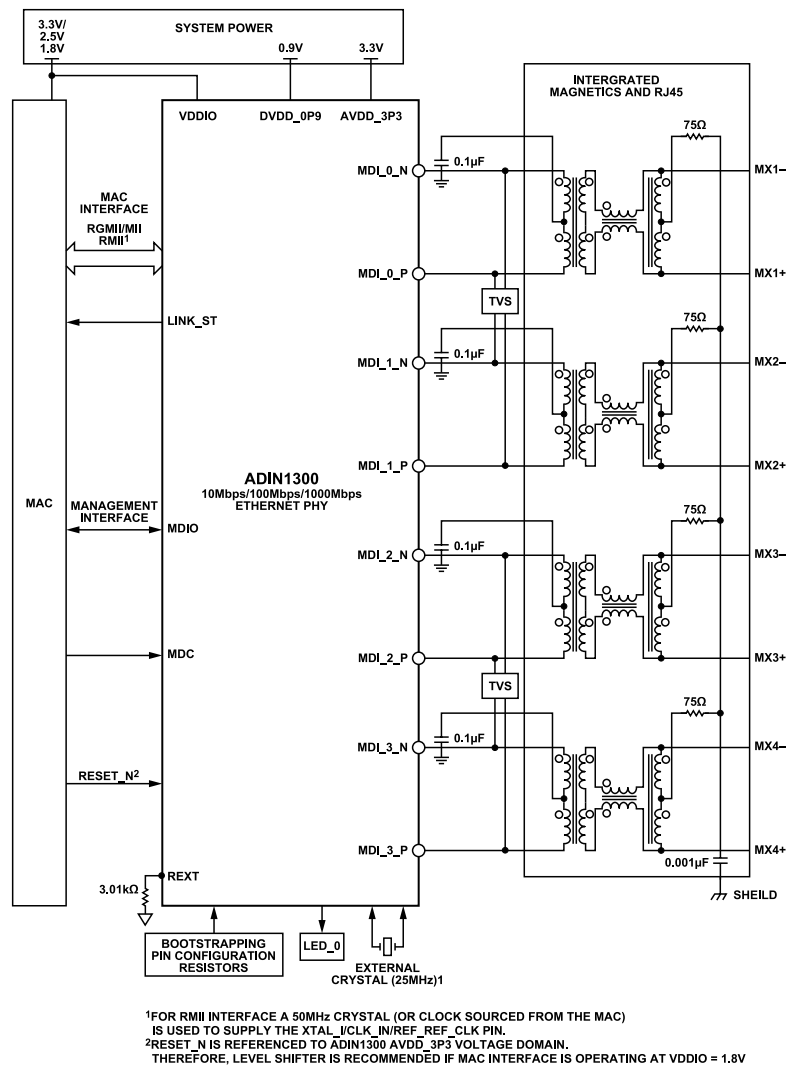 SYSTEM POWER
3.3V/
2.5V
1.8V
0.9V
3.3V
VDDIO
DVDD_0P9
AVDD_3P3
INTERGRATED
MAGNETICS AND RJ45
MAC
MAC
INTERFACE
RGMII/MII
RMII1
LINK_ST
MANAGEMENT
INTERFACE
MDIO
MDC
RESET_N2
REXT
3.01kΩ
ADIN1300
10Mbps/100Mbps/1000Mbps
ETHERNET PHY
MDI_0_N
0.1µF
MDI_0_P
TVS
MDI_1_N
0.1µF
MDI_1_P
MDI_2_N
0.1µF
MDI_2_P
TVS
MDI_3_N
0.1µF
MDI_3_P
75Ω
MX1–
MX1+
75Ω
MX2–
MX2+
75Ω
MX3–
MX3+
75Ω
MX4–
MX4+
0.001µF
SHEILD
BOOTSTRAPPING
PIN CONFIGURATION
RESISTORS
LED_0
EXTERNAL
CRYSTAL (25MHz)1
1FOR RMII INTERFACE A 50MHz CRYSTAL (OR CLOCK SOURCED FROM THE MAC)
IS USED TO SUPPLY THE XTAL_I/CLK_IN/REF_REF_CLK PIN.
2RESET_N IS REFERENCED TO ADIN1300 AVDD_3P3 VOLTAGE DOMAIN.
THEREFORE, LEVEL SHIFTER IS RECOMMENDED IF MAC INTERFACE IS OPERATING AT VDDIO = 1.8V